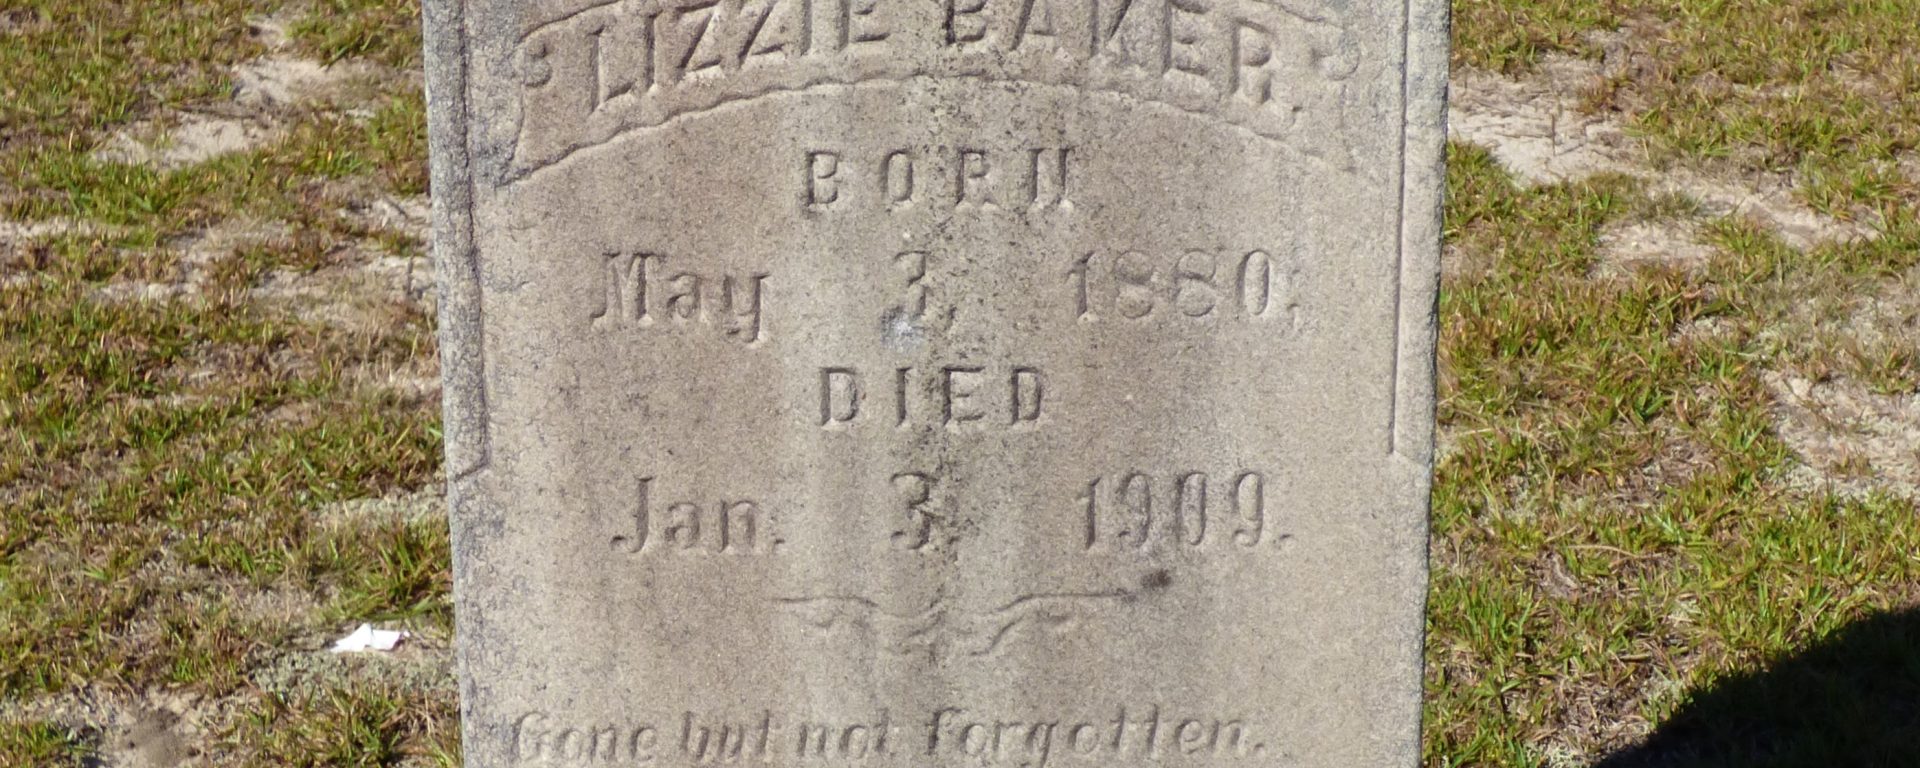 LIZZIE BAKER.
BORN
May 3, 1880;
DIED
Jan. 3. 1909.
Gone but not forgotten.